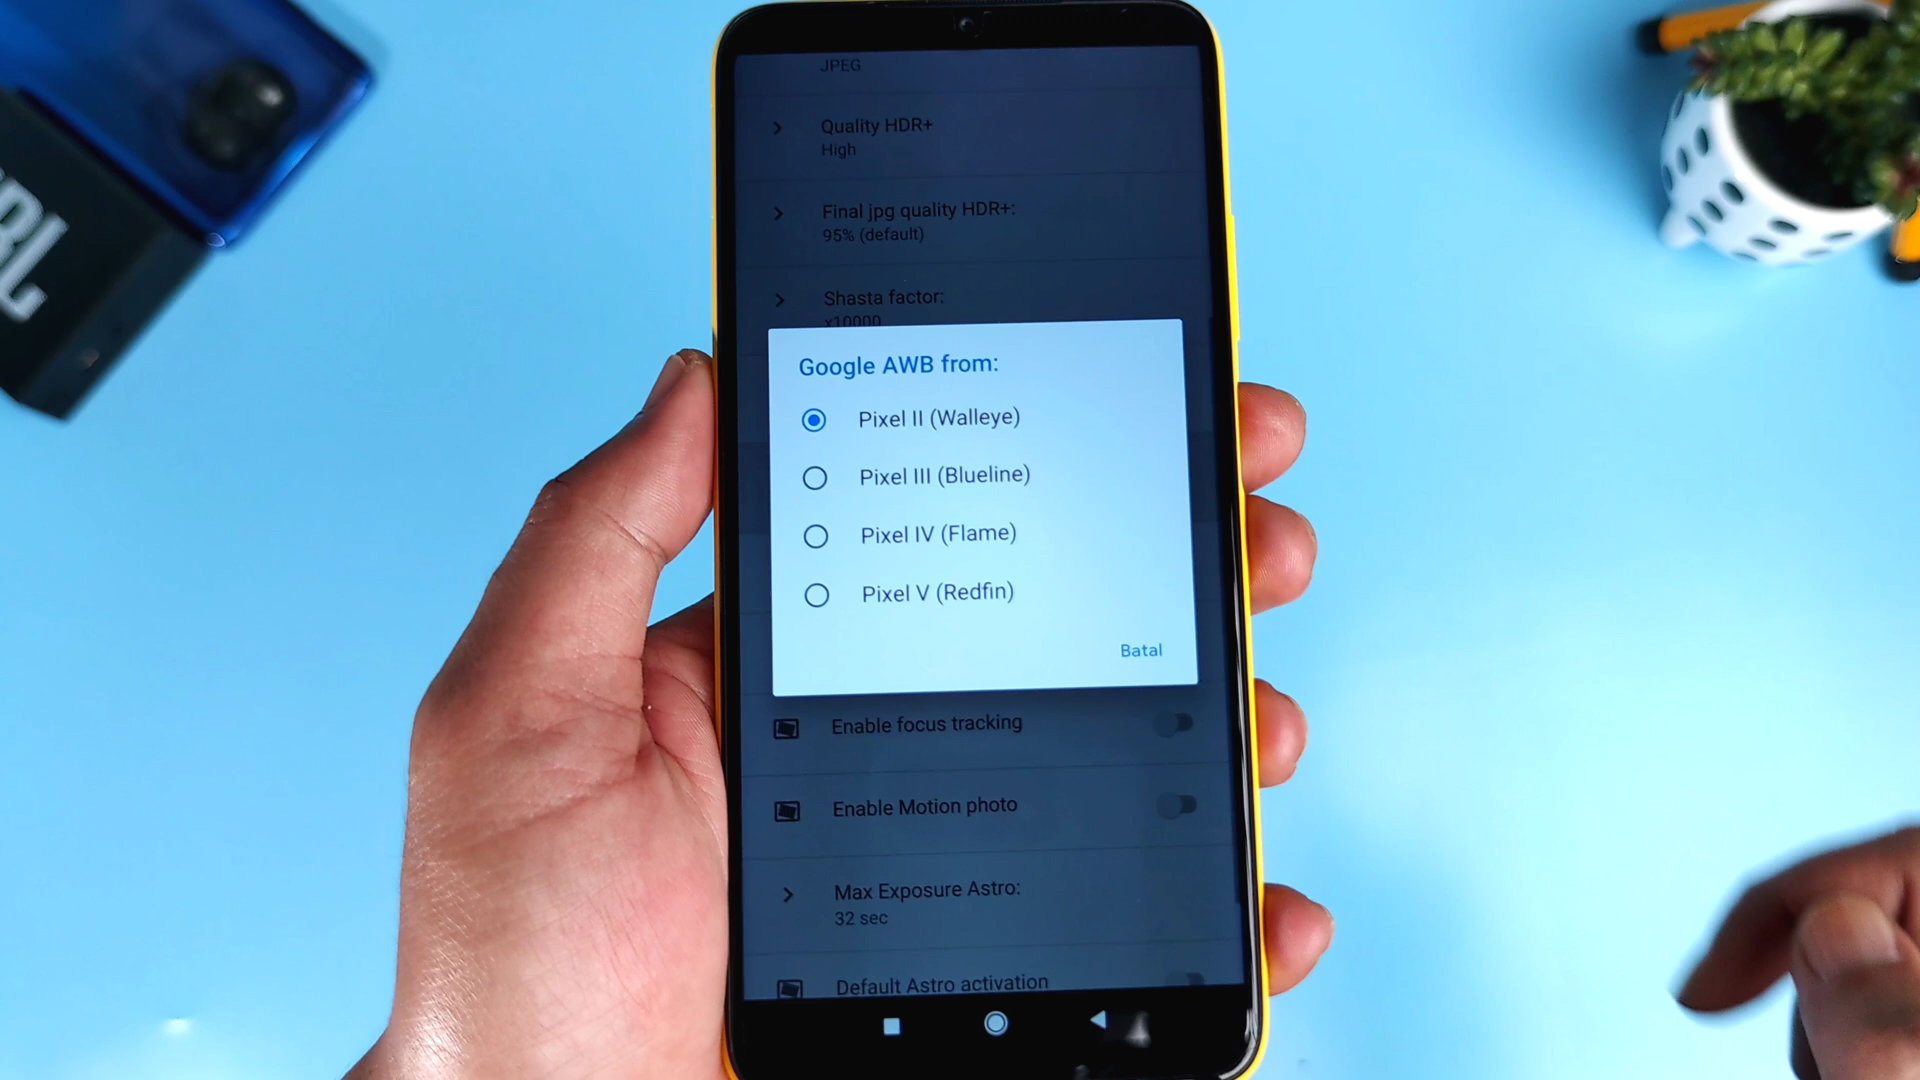 JPEG
Quality HDR+
High
Final jpg quality HDR+:
95% (default)
Shasta factor:
x10000
Google AWB from:
Pixel II (Walleye)
Pixel III (Blueline)
Pixel IV (Flame)
Pixel V (Redfin)
Batal
Enable focus tracking
Enable Motion photo
Max Exposure Astro:
32 sec
Default Astro activation
JBL